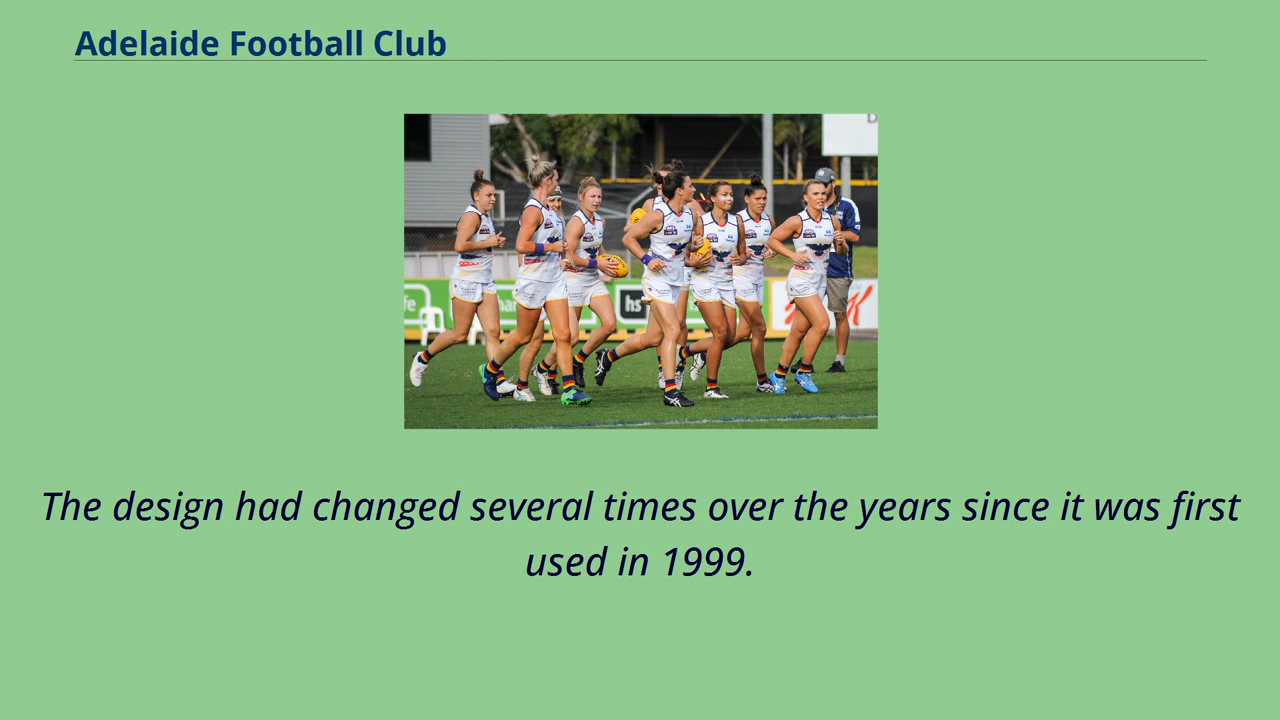 Adelaide Football Club
D
hs
The design had changed several times over the years since it was first
used in 1999.